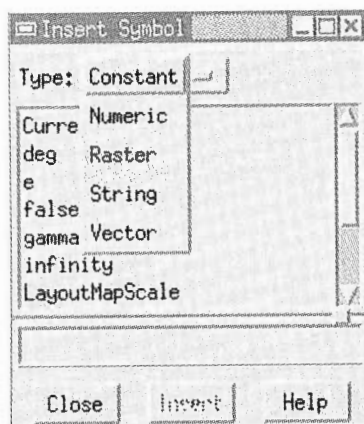 Insert Symbol
Type: Constant
Numeric
Raster
String
Vector
Curre
deg
e
false
gamma
infinity
LayoutMapScale
Close Insert Help